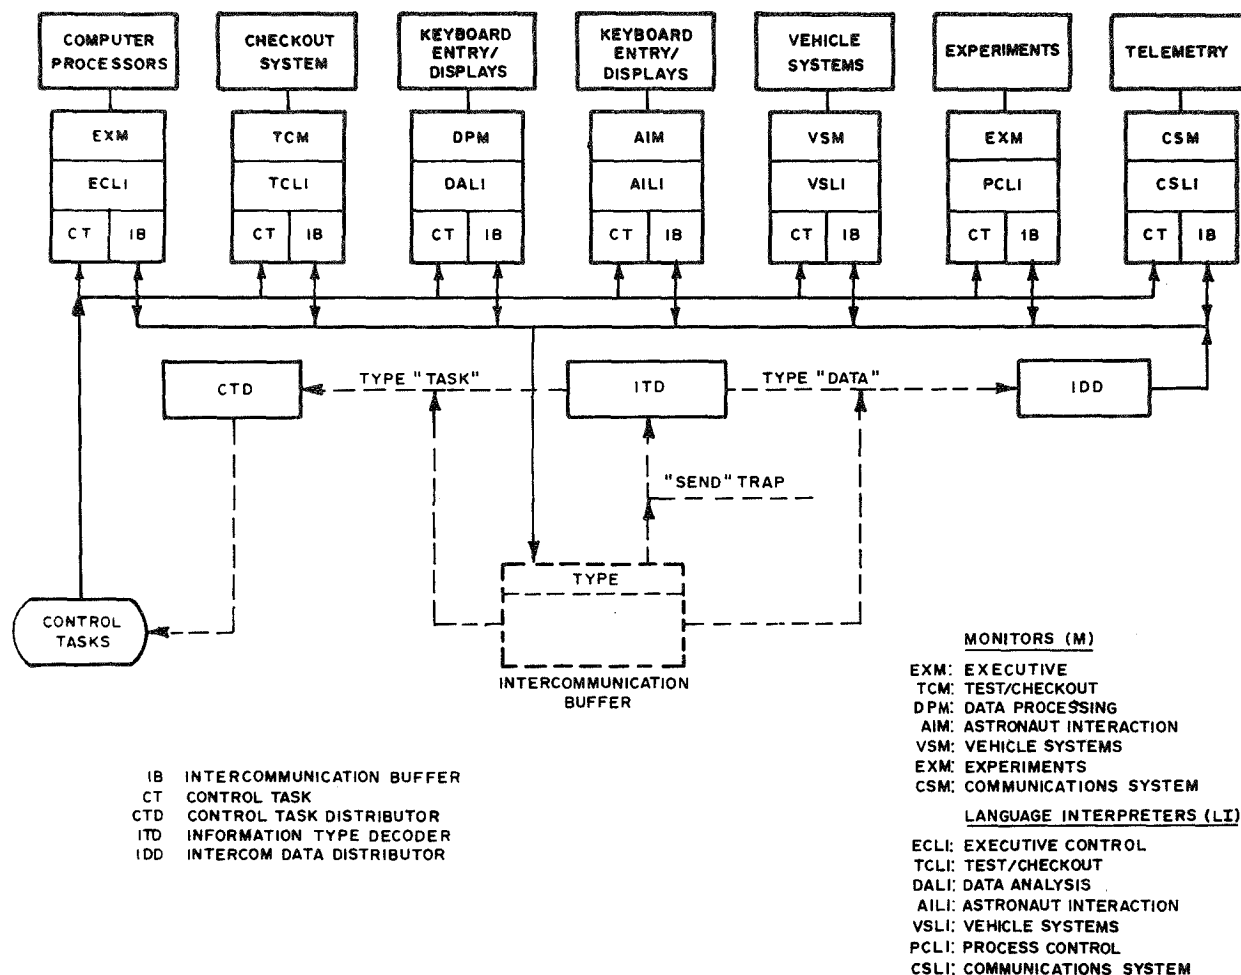 COMPUTER
PROCESSORS
CHECKOUT
SYSTEM
KEYBOARD
ENTRY/
DISPLAYS
KEYBOARD
ENTRY/
DISPLAYS
VEHICLE
SYSTEMS
EXPERIMENTS
TELEMETRY
EXM
TCM
DPM
AIM
VSM
EXM
CSM
ECLI
TCLI
DALI
AILI
VSLI
PCLI
CSLI
CT IB
CT IB
CT IB
CT IB
CT IB
CT IB
CT IB
CTD
TYPE "TASK"
ITD
TYPE "DATA"
IDD
"SEND" TRAP
TYPE
CONTROL
TASKS
INTERCOMMUNICATION
BUFFER
IB INTERCOMMUNICATION BUFFER
CT CONTROL TASK
CTD CONTROL TASK DISTRIBUTOR
ITD INFORMATION TYPE DECODER
IDD INTERCOM DATA DISTRIBUTOR
MONITORS (M)
EXM: EXECUTIVE
TCM: TEST/CHECKOUT
DPM: DATA PROCESSING
AIM: ASTRONAUT INTERACTION
VSM: VEHICLE SYSTEMS
EXM: EXPERIMENTS
CSM: COMMUNICATIONS SYSTEM
LANGUAGE INTERPRETERS (LI)
ECLI: EXECUTIVE CONTROL
TCLI: TEST/CHECKOUT
DALI: DATA ANALYSIS
AILI: ASTRONAUT INTERACTION
VSLI: VEHICLE SYSTEMS
PCLI: PROCESS CONTROL
CSLI: COMMUNICATIONS SYSTEM